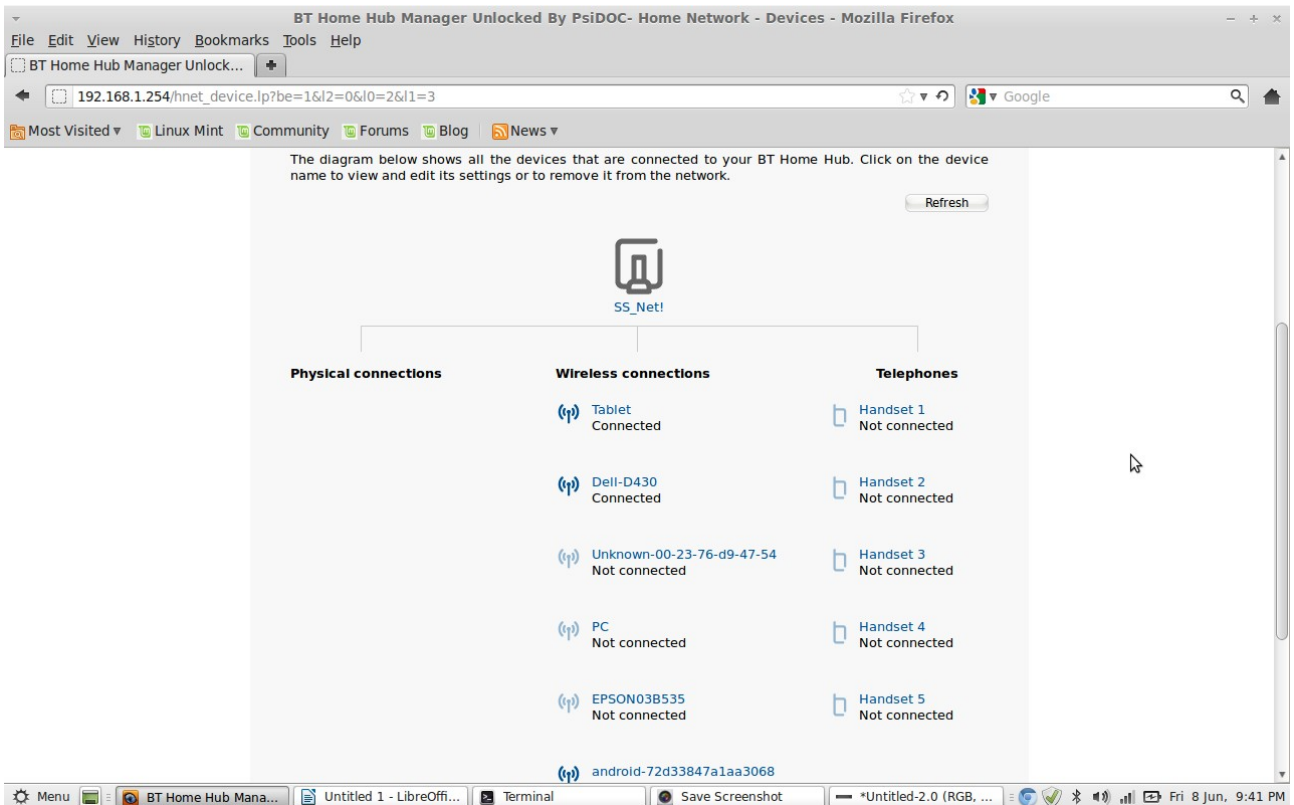 BT Home Hub Manager Unlocked By PsiDOC- Home Network - Devices - Mozilla Firefox
File Edit View History Bookmarks Tools Help
BT Home Hub Manager Unlock...
192.168.1.254/hnet_device.lp?be=1&l2=0&l0=2&l1=3
Google
Most Visited Linux Mint Community Forums Blog News
The diagram below shows all the devices that are connected to your BT Home Hub. Click on the device
name to view and edit its settings or to remove it from the network.
Refresh
SS_Net!
Physical connections
Wireless connections
Telephones
Tablet
Connected
Handset 1
Not connected
Dell-D430
Connected
Handset 2
Not connected
Unknown-00-23-76-d9-47-54
Not connected
Handset 3
Not connected
PC
Not connected
Handset 4
Not connected
EPSON03B535
Not connected
Handset 5
Not connected
android-72d33847a1aa3068
Menu BT Home Hub Mana... Untitled 1 - LibreOffi... Terminal Save Screenshot *Untitled-2.0 (RGB, ... Fri 8 Jun, 9:41 PM